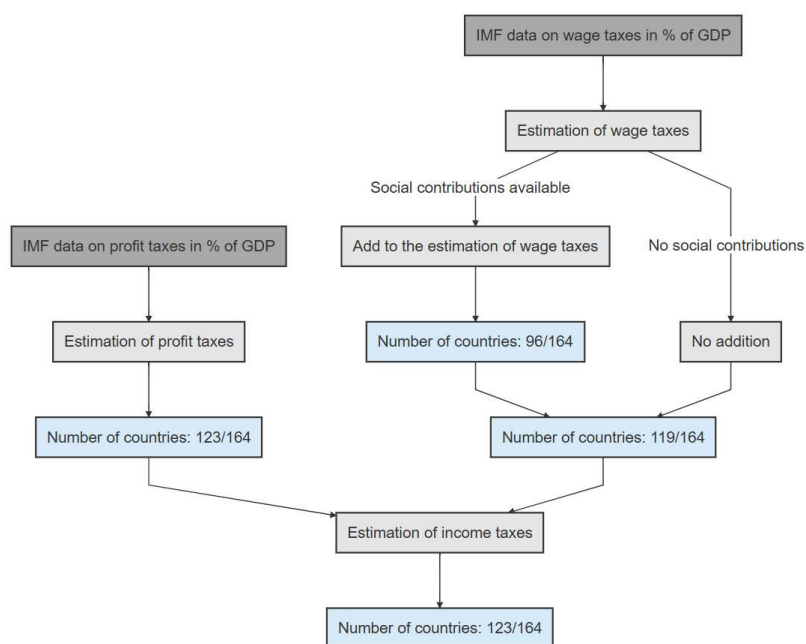 IMF data on wage taxes in % of GDP
Estimation of wage taxes
Social contributions available
IMF data on profit taxes in % of GDP
Add to the estimation of wage taxes
No social contributions
Estimation of profit taxes
Number of countries: 96/164
No addition
Number of countries: 123/164
Number of countries: 119/164
Estimation of income taxes
Number of countries: 123/164